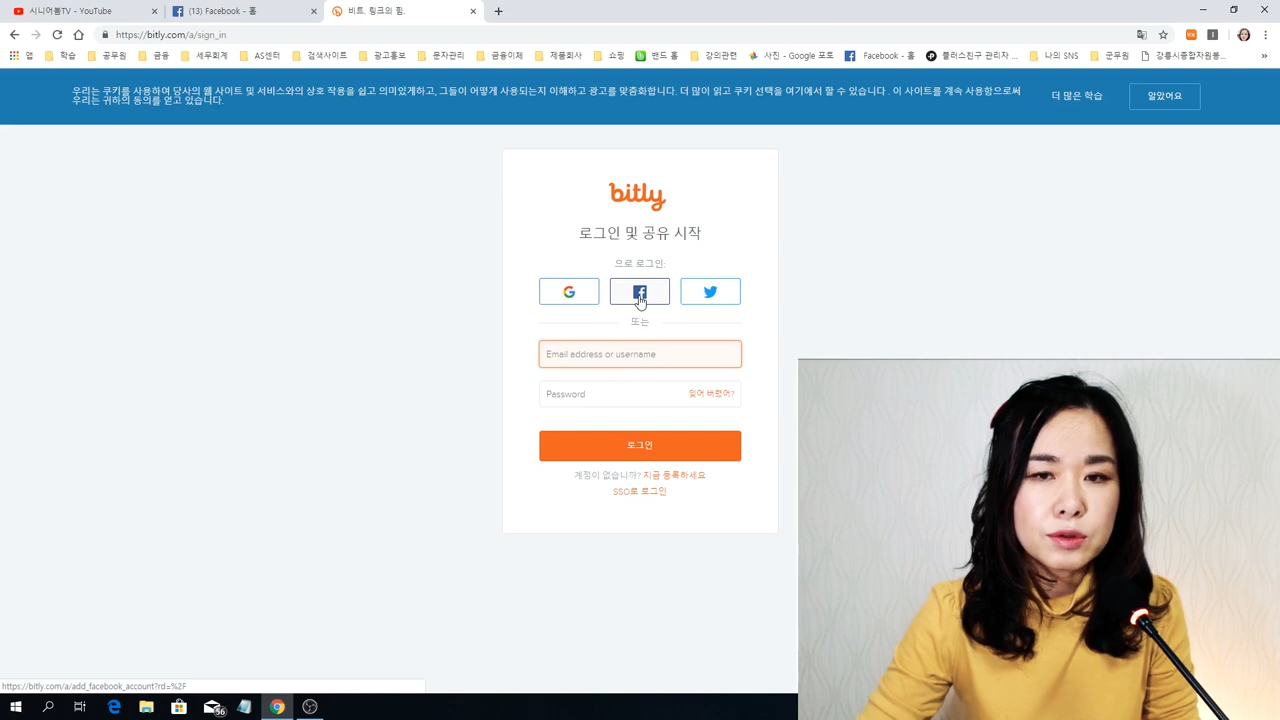 시니어붐TV - YouTube
(13) Facebook - 홈
비트. 링크의 힘.
https://bitly.com/a/sign_in
앱
학습
공무원
금융
세무회계
AS센터
검색사이트
광고홍보
문자관리
금융이체
제품회사
쇼핑
밴드 홈
강의관련
사진 - Google 포토
Facebook - 홈
플러스친구 관리자 ...
나의 SNS
군무원
강릉시종합자원봉...
»
우리는 쿠키를 사용하여 당사의 웹 사이트 및 서비스와의 상호 작용을 쉽고 의미있게하고, 그들이 어떻게 사용되는지 이해하고 광고를 맞춤화합니다. 더 많이 읽고 쿠키 선택을 여기에서 할 수 있습니다 . 이 사이트를 계속 사용함으로써
우리는 귀하의 동의를 얻고 있습니다.
더 많은 학습
알았어요
bitly
로그인 및 공유 시작
으로 로그인:
또는
Email address or username
Password
잊어 버렸어?
로그인
계정이 없습니까? 지금 등록하세요
SSO로 로그인
https://bitly.com/a/add_facebook_account?rd=%2F
56